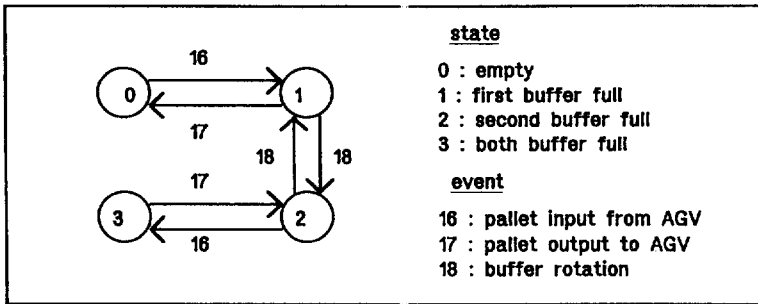 16
0
1
17
18
18
17
3
2
16
state
0 : empty
1 : first buffer full
2 : second buffer full
3 : both buffer full
event
16 : pallet input from AGV
17 : pallet output to AGV
18 : buffer rotation